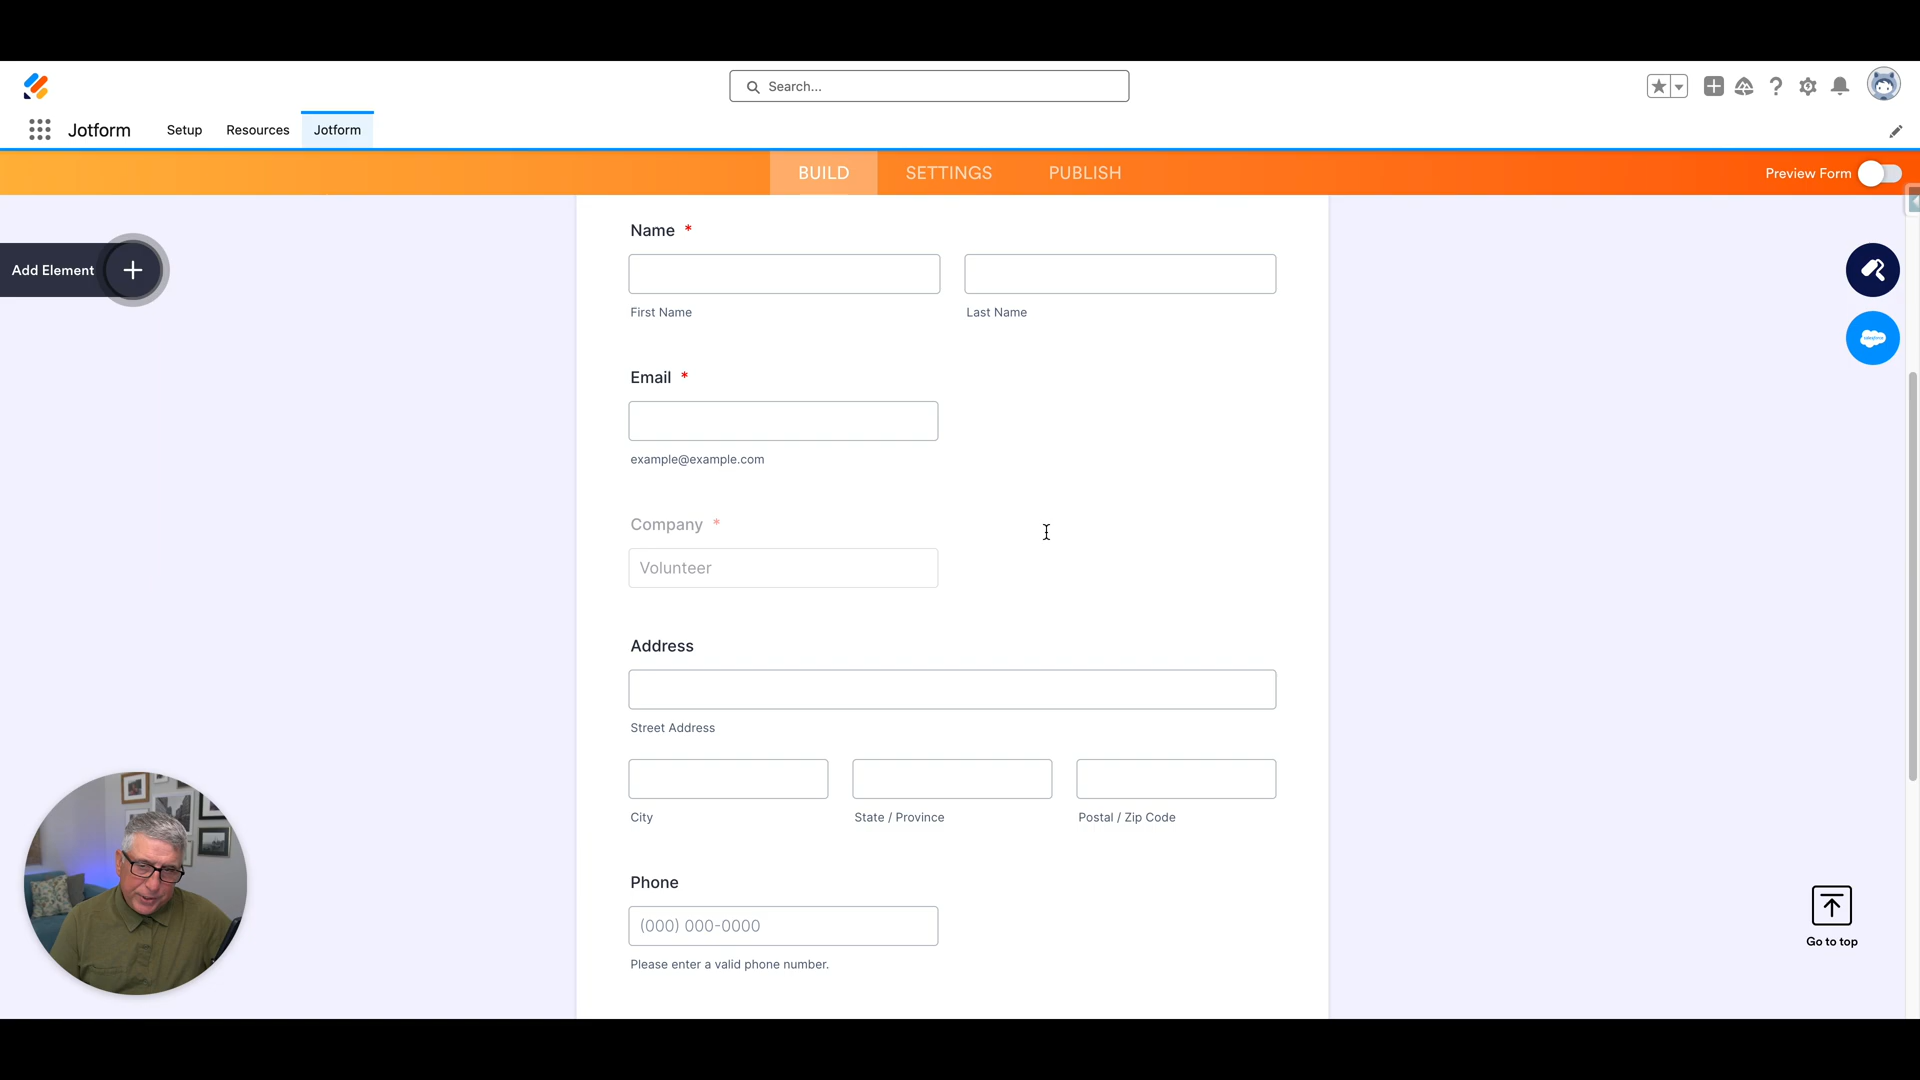 Search...
Jotform
Setup
Resources
Jotform
BUILD
SETTINGS
PUBLISH
Preview Form
Add Element
Name *
First Name
Last Name
Email *
example@example.com
Company *
Volunteer
Address
Street Address
City
State / Province
Postal / Zip Code
Phone
(000) 000-0000
Please enter a valid phone number.
Go to top